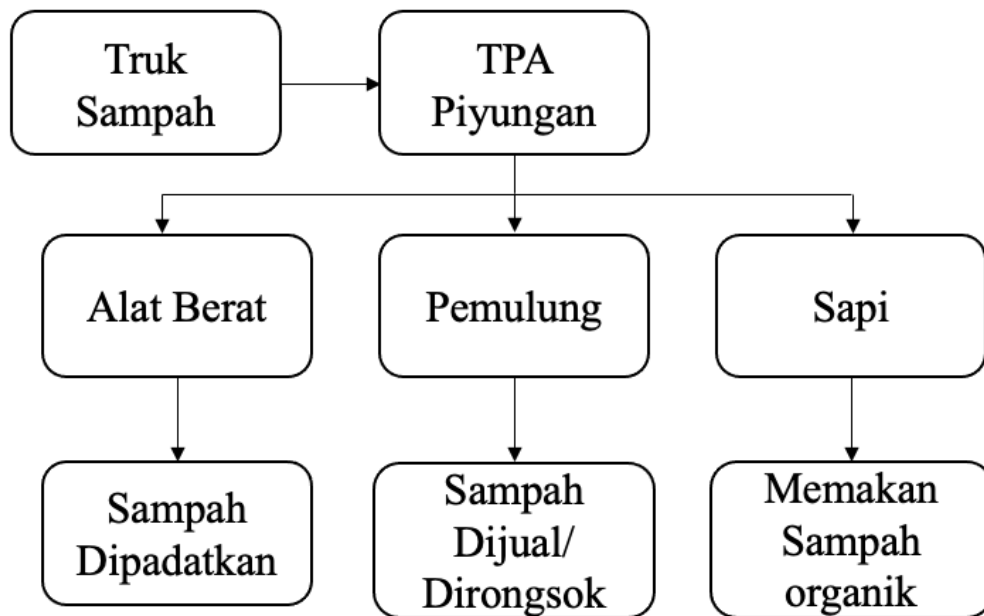 Truk
Sampah
TPA
Piyungan
Alat Berat
Pemulung
Sapi
Sampah
Dipadatkan
Sampah
Dijual/
Dirongsok
Memakan
Sampah
organik